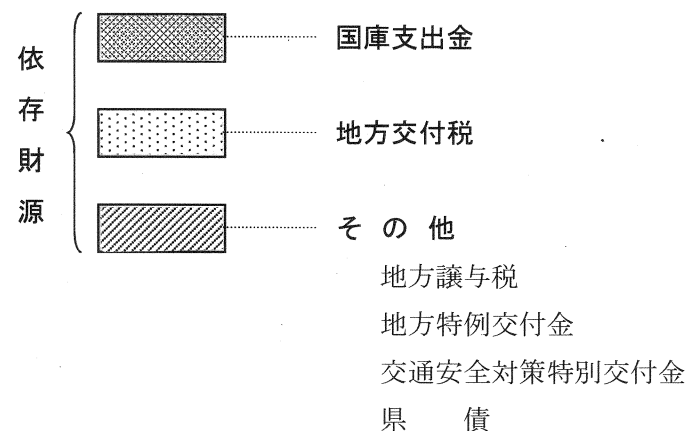 依存財源
国庫支出金
地方交付税
その他
地方譲与税
地方特例交付金
交通安全対策特別交付金
県　　債